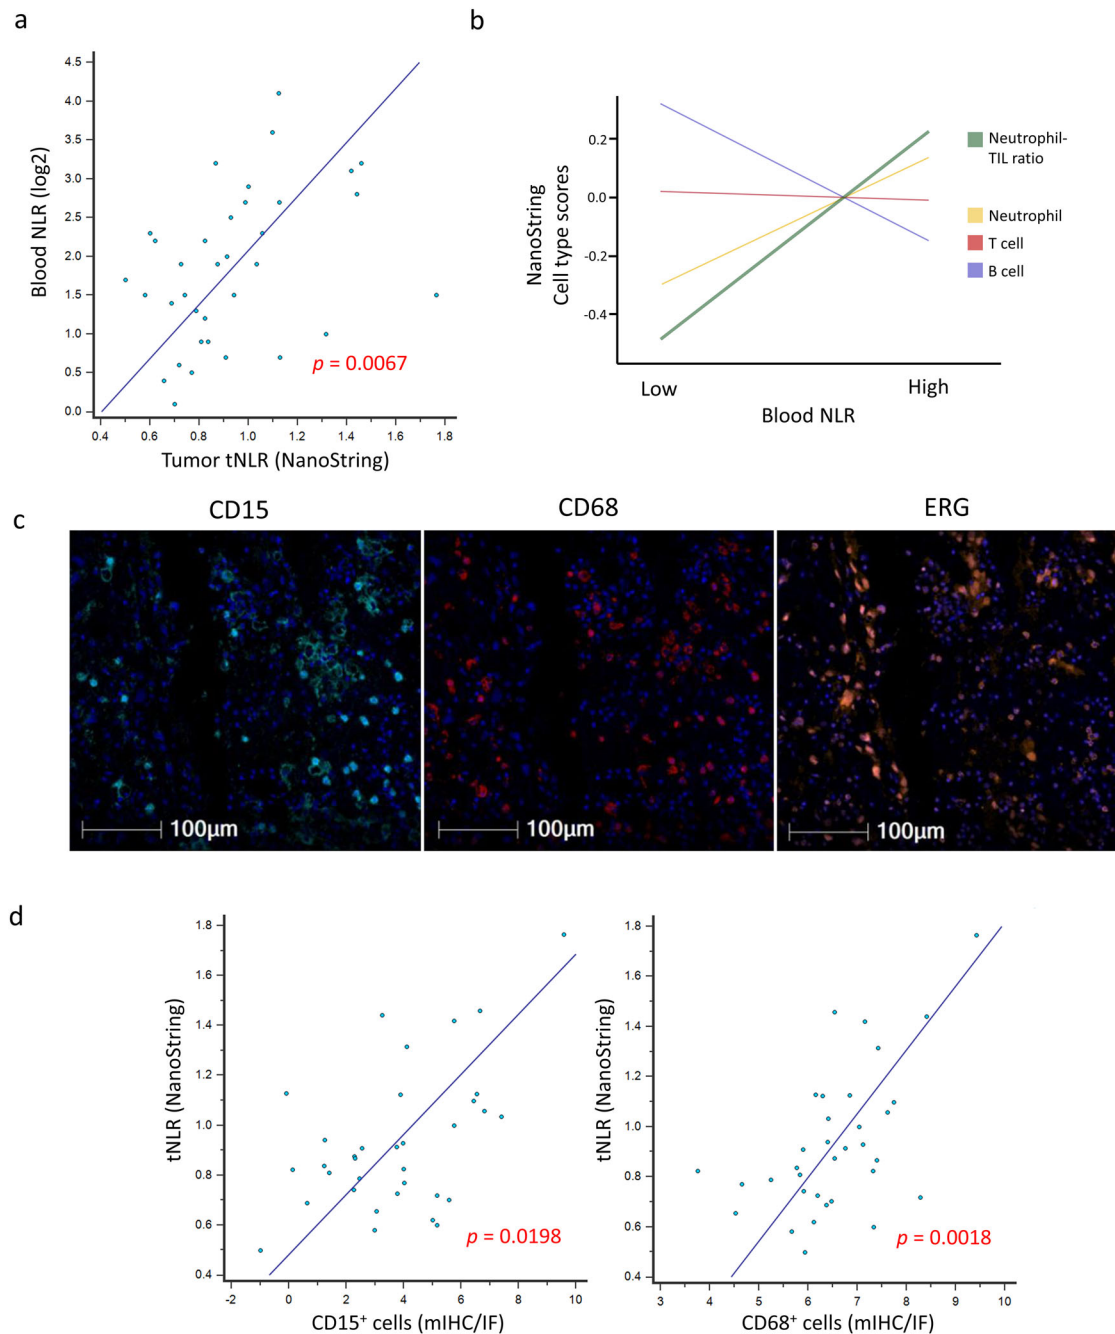 a
4.5
4.0
3.5
3.0
2.5
2.0
1.5
1.0
0.5
0.0
Blood NLR (log2)
0.4 0.6 0.8 1.0 1.2 1.4 1.6 1.8
Tumor tNLR (NanoString)
p = 0.0067
b
0.2
0.0
-0.2
-0.4
NanoString
Cell type scores
Low High
Blood NLR
Neutrophil-
TIL ratio
Neutrophil
T cell
B cell
c
CD15 CD68 ERG
100µm 100µm 100µm
d
1.8
1.6
1.4
1.2
1.0
0.8
0.6
0.4
tNLR (NanoString)
-2 0 2 4 6 8 10
CD15⁺ cells (mIHC/IF)
p = 0.0198
1.8
1.6
1.4
1.2
1.0
0.8
0.6
0.4
tNLR (NanoString)
3 4 5 6 7 8 9 10
CD68⁺ cells (mIHC/IF)
p = 0.0018